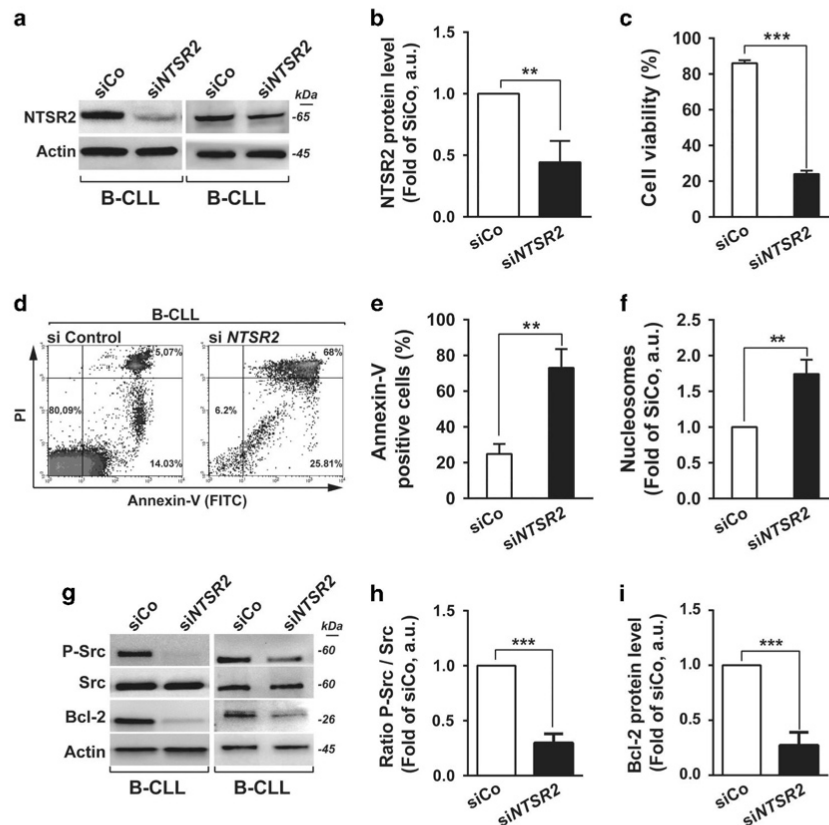 a
siCo siNTSR2 siCo siNTSR2
kDa
NTSR2 -65
Actin -45
B-CLL B-CLL
b
NTSR2 protein level
(Fold of SiCo, a.u.)
1.5
1.0
0.5
0.0
**
siCo siNTSR2
c
Cell viability (%)
100
80
60
40
20
0
***
siCo siNTSR2
d
B-CLL
si Control si NTSR2
5,07% 68%
80,09% 6.2%
14.03% 25.81%
PI
Annexin-V (FITC)
e
Annexin-V
positive cells (%)
100
80
60
40
20
0
**
siCo siNTSR2
f
Nucleosomes
(Fold of SiCo, a.u.)
2.5
2.0
1.5
1.0
0.5
0.0
**
siCo siNTSR2
g
siCo siNTSR2 siCo siNTSR2
kDa
P-Src -60
Src -60
Bcl-2 -26
Actin -45
B-CLL B-CLL
h
Ratio P-Src / Src
(Fold of siCo, a.u.)
1.5
1.0
0.5
0.0
***
siCo siNTSR2
i
Bcl-2 protein level
(Fold of siCo, a.u.)
1.5
1.0
0.5
0.0
***
siCo siNTSR2